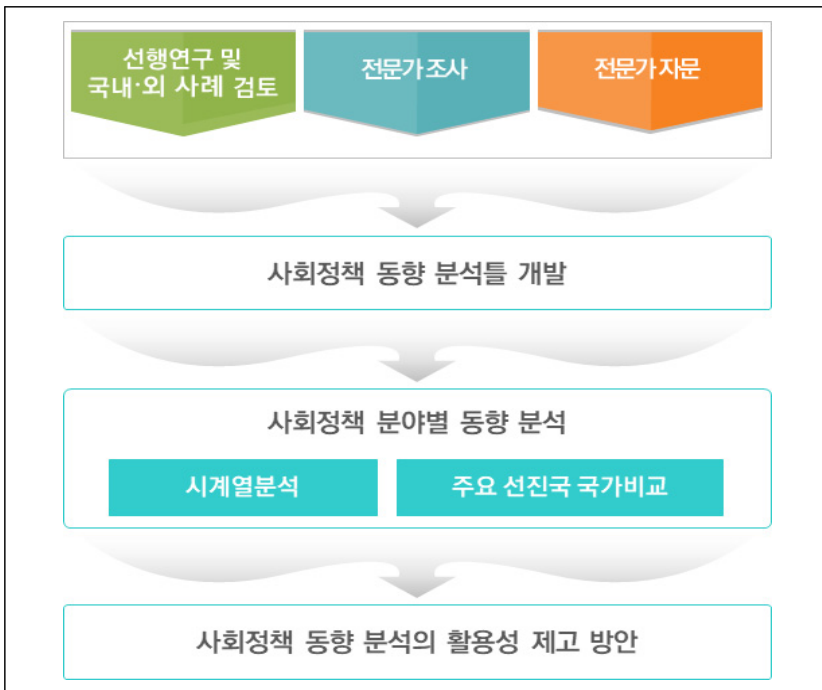 선행연구 및
국내·외 사례 검토
전문가 조사
전문가 자문
사회정책 동향 분석틀 개발
사회정책 분야별 동향 분석
시계열분석
주요 선진국 국가비교
사회정책 동향 분석의 활용성 제고 방안